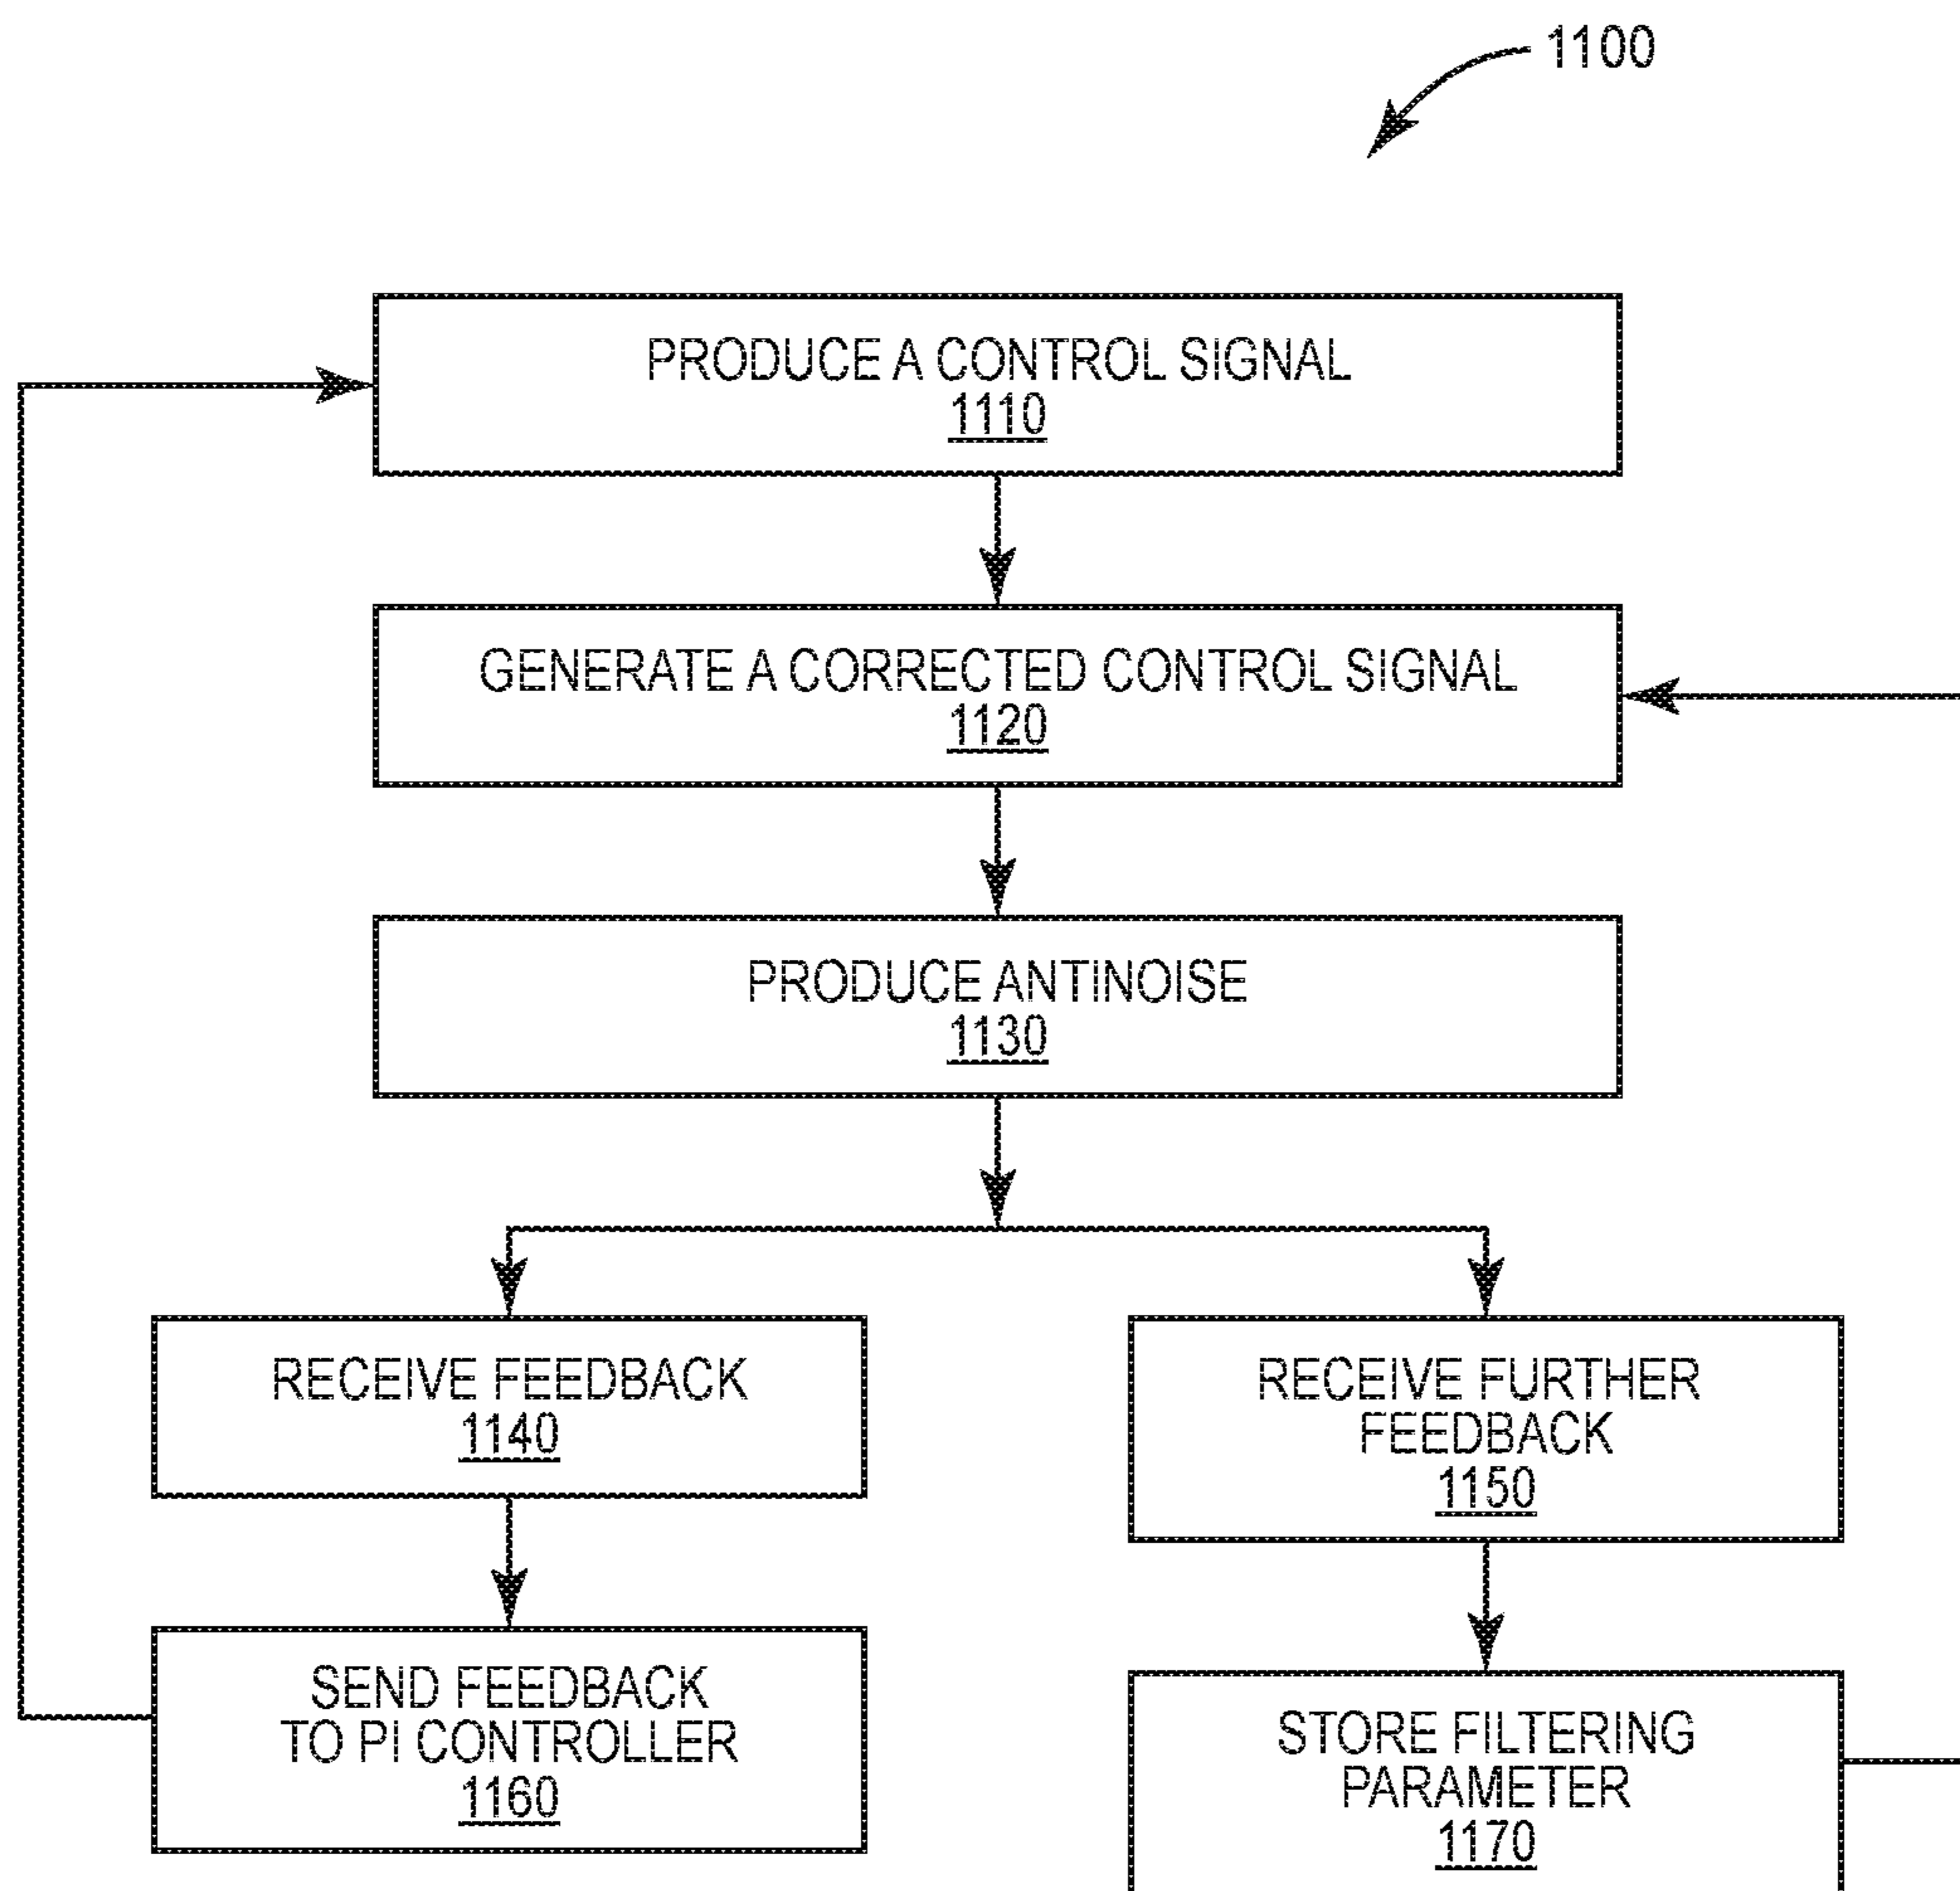 1100
PRODUCE A CONTROL SIGNAL
1110
GENERATE A CORRECTED CONTROL SIGNAL
1120
PRODUCE ANTINOISE
1130
RECEIVE FEEDBACK
1140
RECEIVE FURTHER
FEEDBACK
1150
SEND FEEDBACK
TO PI CONTROLLER
1160
STORE FILTERING
PARAMETER
1170